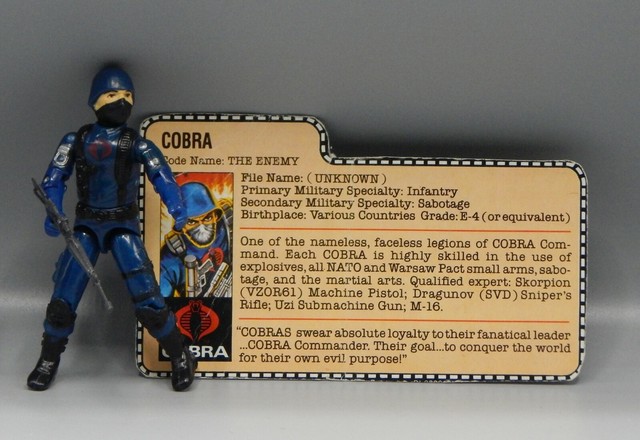 COBRA
Code Name: THE ENEMY
File Name: (UNKNOWN)
Primary Military Specialty: Infantry
Secondary Military Specialty: Sabotage
Birthplace: Various Countries Grade: E-4 (or equivalent)
One of the nameless, faceless legions of COBRA Com-
mand. Each COBRA is highly skilled in the use of
explosives, all NATO and Warsaw Pact small arms, sabo-
tage, and the martial arts. Qualified expert: Skorpion
(VZOR61) Machine Pistol; Dragunov (SVD) Sniper's
Rifle; Uzi Submachine Gun; M-16.
COBRA
"COBRAS swear absolute loyalty to their fanatical leader
...COBRA Commander. Their goal...to conquer the world
for their own evil purpose!"